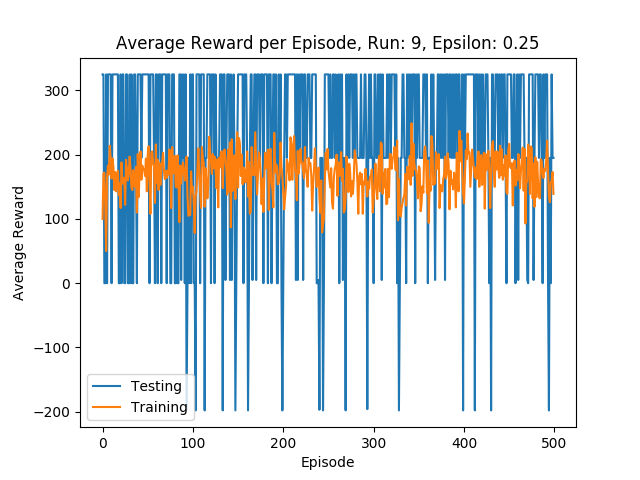 Average Reward per Episode, Run: 9, Epsilon: 0.25
300
200
100
0
−100
−200
Average Reward
Testing
Training
0 100 200 300 400 500
Episode